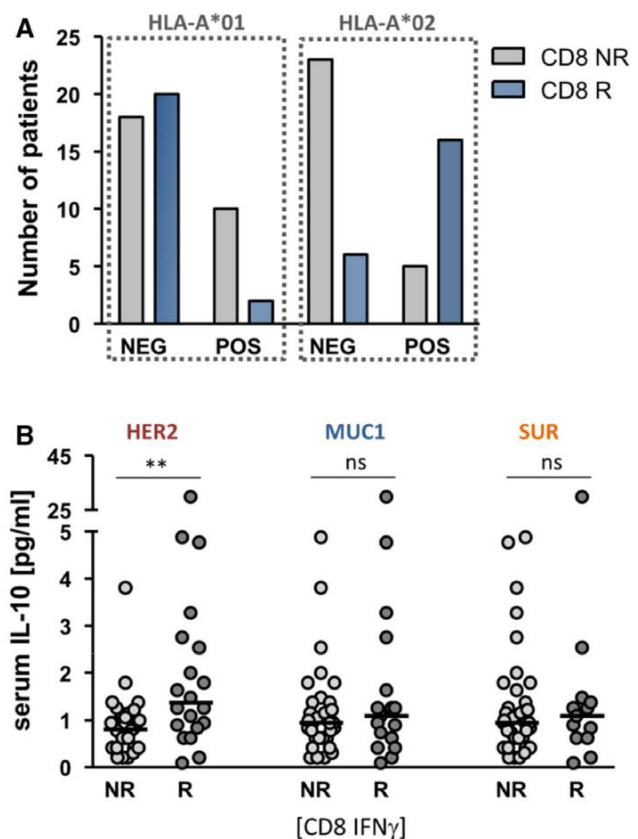 A
HLA-A*01
HLA-A*02
CD8 NR
CD8 R
Number of patients
25
20
15
10
5
0
NEG
POS
NEG
POS
B
HER2
MUC1
SUR
**
ns
ns
serum IL-10 [pg/ml]
45
25
5
4
3
2
1
0
NR
R
NR
R
NR
R
[CD8 IFNγ]